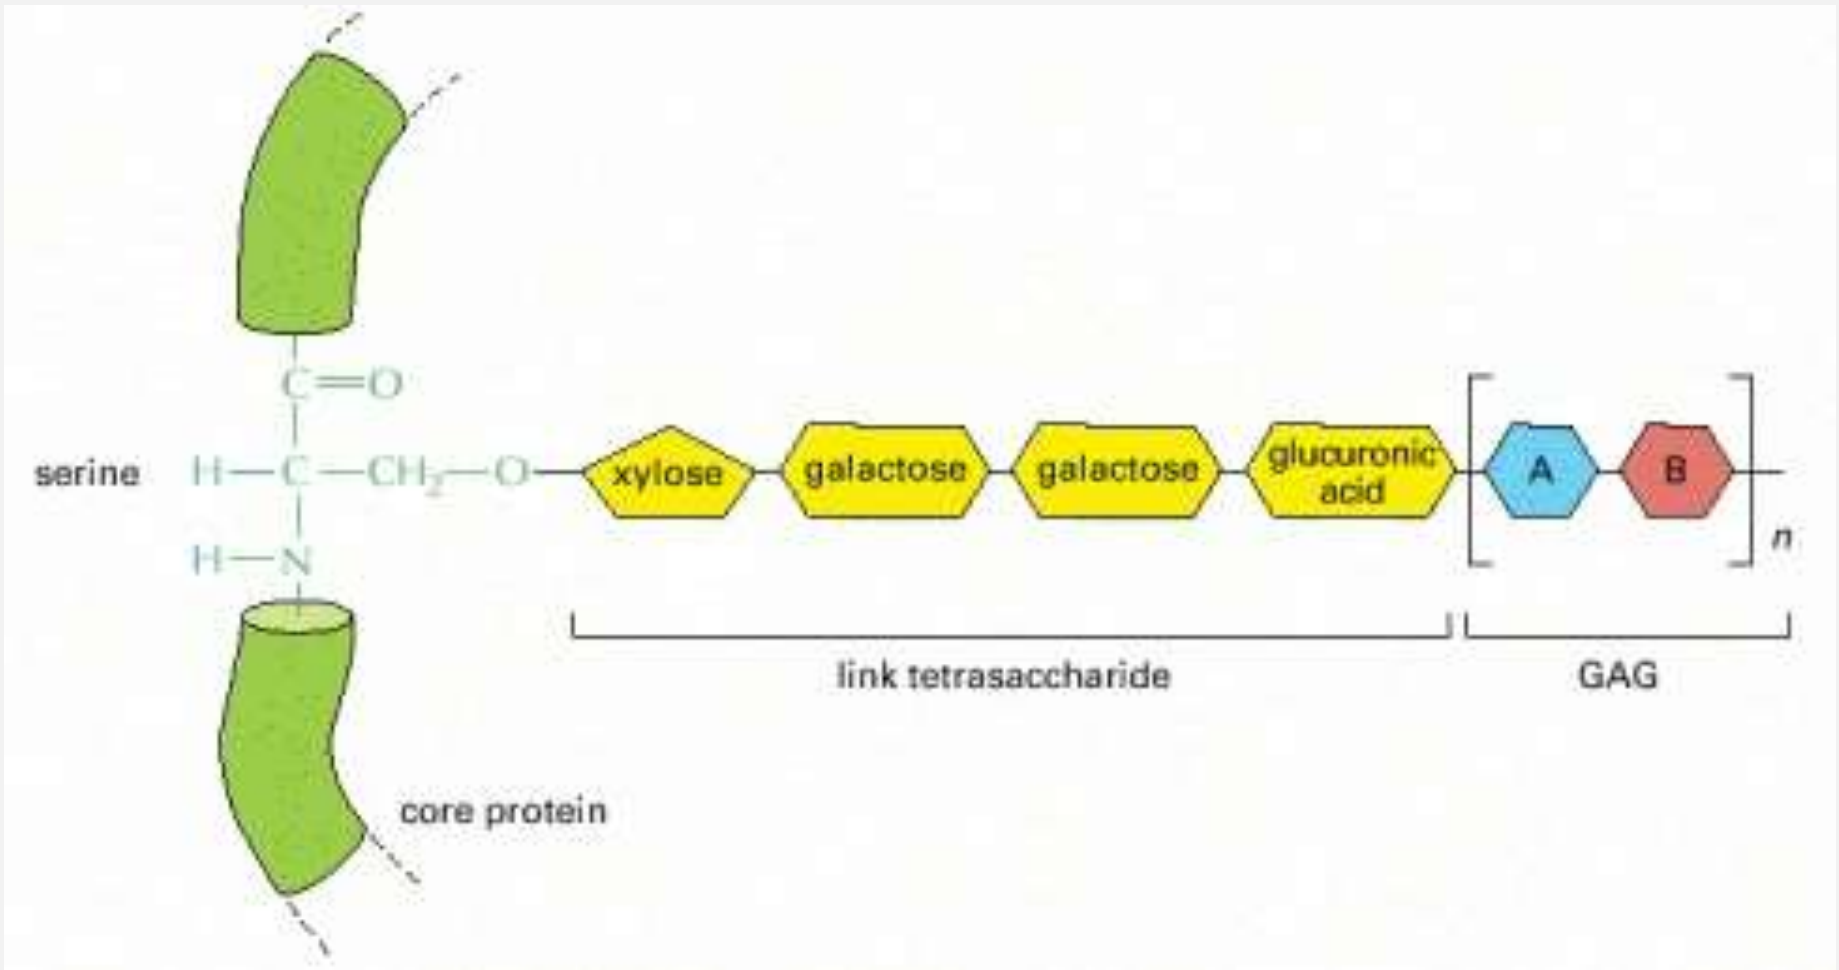 C=O
serine H—C—CH₂—O— xylose galactose galactose glucuronic acid [ A B ] n
H—N
link tetrasaccharide GAG
core protein